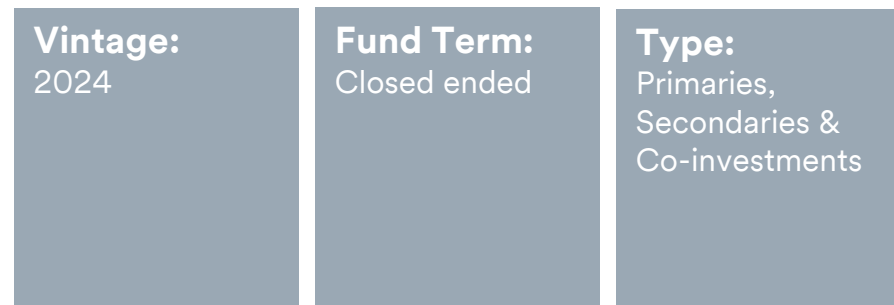 Vintage:
2024
Fund Term:
Closed ended
Type:
Primaries,
Secondaries &
Co-investments